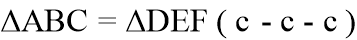 ΔABC = ΔDEF ( c - c - c )